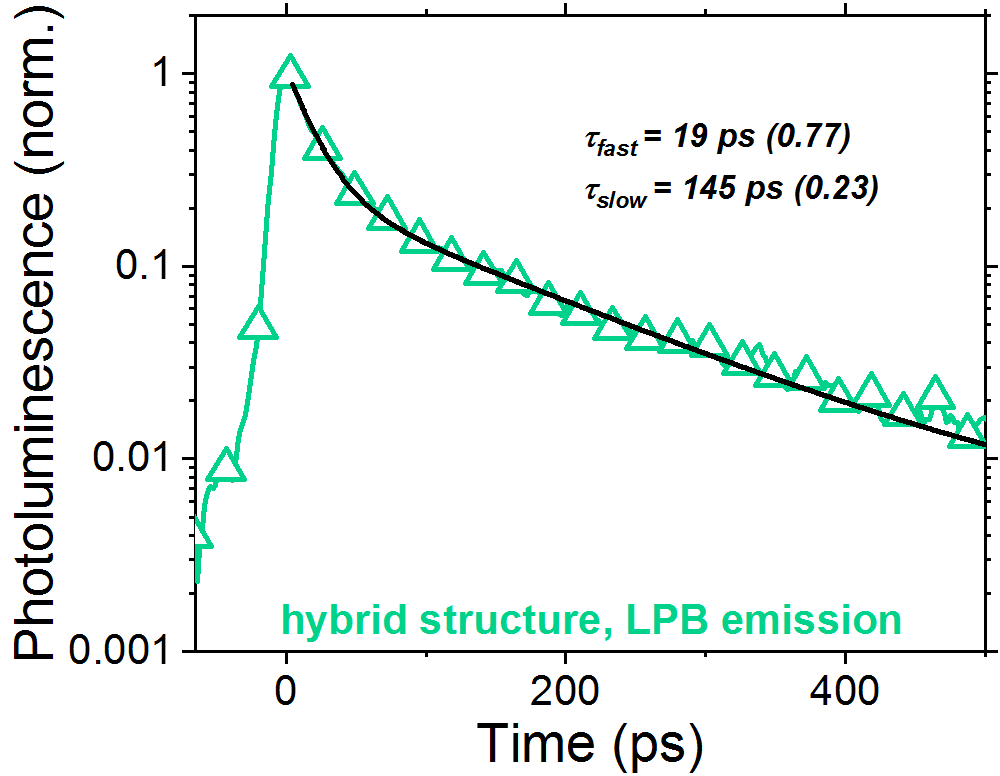 Photoluminescence (norm.)
1
0.1
0.01
0.001
τfast = 19 ps (0.77)
τslow = 145 ps (0.23)
hybrid structure, LPB emission
0 200 400
Time (ps)